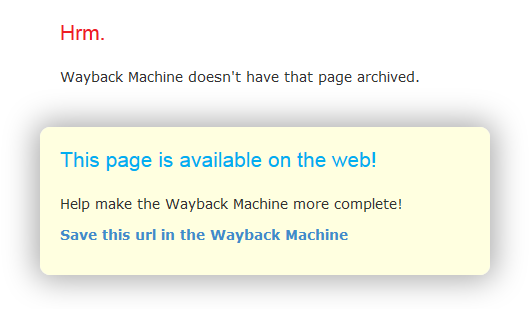 Hrm.
Wayback Machine doesn't have that page archived.
This page is available on the web!
Help make the Wayback Machine more complete!
Save this url in the Wayback Machine